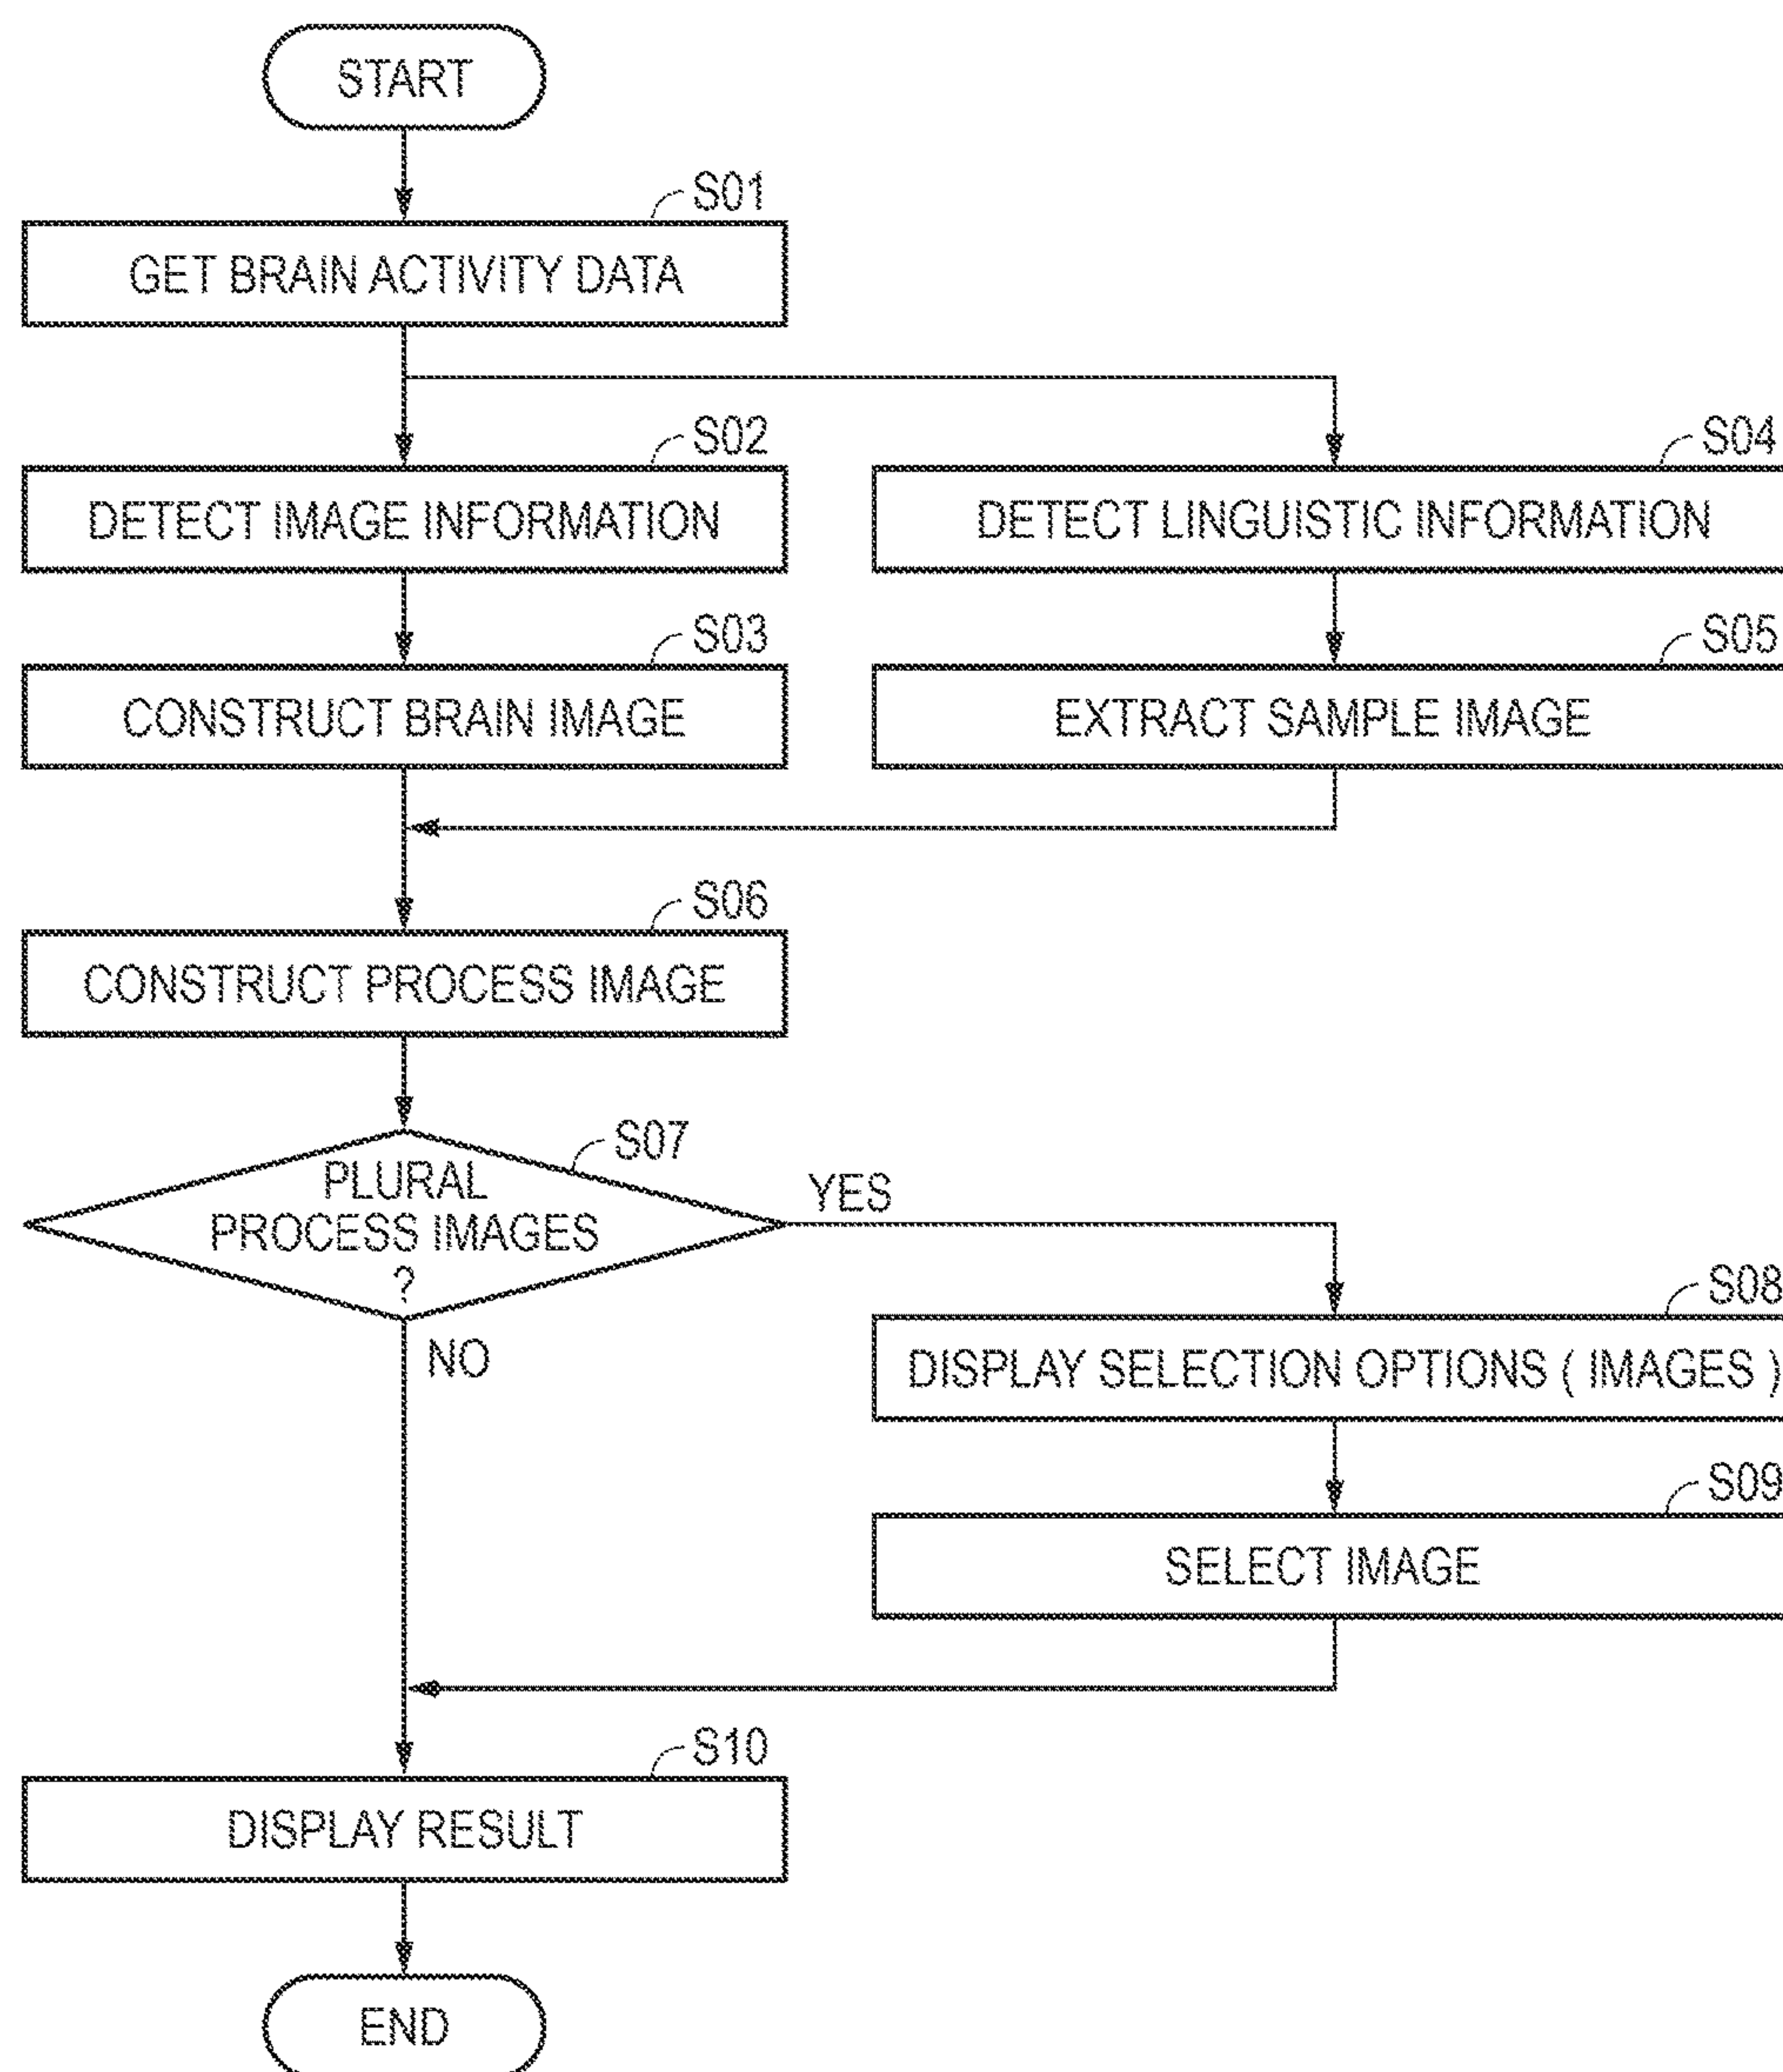 START
S01
GET BRAIN ACTIVITY DATA
S02
S04
DETECT IMAGE INFORMATION
DETECT LINGUISTIC INFORMATION
S03
S05
CONSTRUCT BRAIN IMAGE
EXTRACT SAMPLE IMAGE
S06
CONSTRUCT PROCESS IMAGE
S07
PLURAL
PROCESS IMAGES
?
YES
NO
S08
DISPLAY SELECTION OPTIONS ( IMAGES )
S09
SELECT IMAGE
S10
DISPLAY RESULT
END